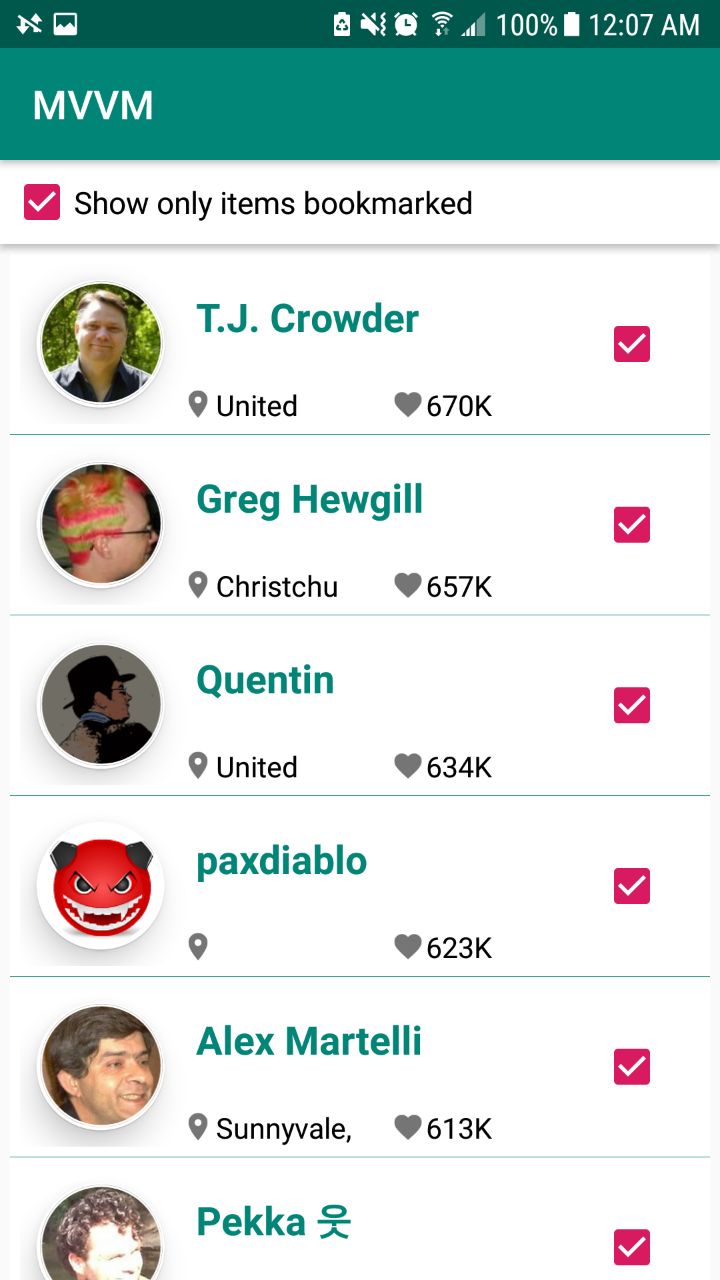 100% 12:07 AM
MVVM
Show only items bookmarked
T.J. Crowder
United 670K
Greg Hewgill
Christchu 657K
Quentin
United 634K
paxdiablo
623K
Alex Martelli
Sunnyvale, 613K
Pekka 웃